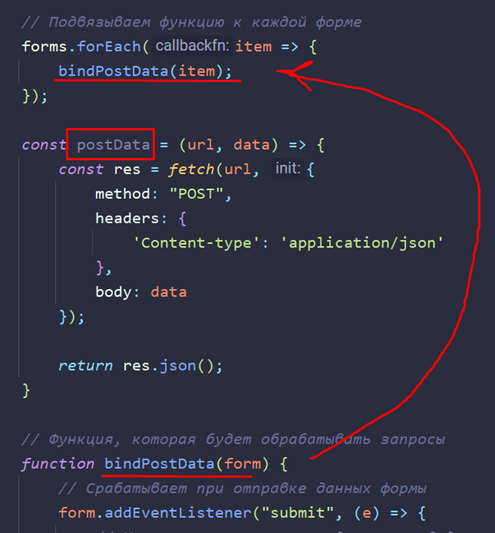 // Подвязываем функцию к каждой форме
forms.forEach( callbackfn: item => {
bindPostData(item);
});
const postData = (url, data) => {
const res = fetch(url, init: {
method: "POST",
headers: {
'Content-type': 'application/json'
},
body: data
});
return res.json();
}
// Функция, которая будет обрабатывать запросы
function bindPostData(form) {
// Срабатывает при отправке данных формы
form.addEventListener("submit", (e) => {